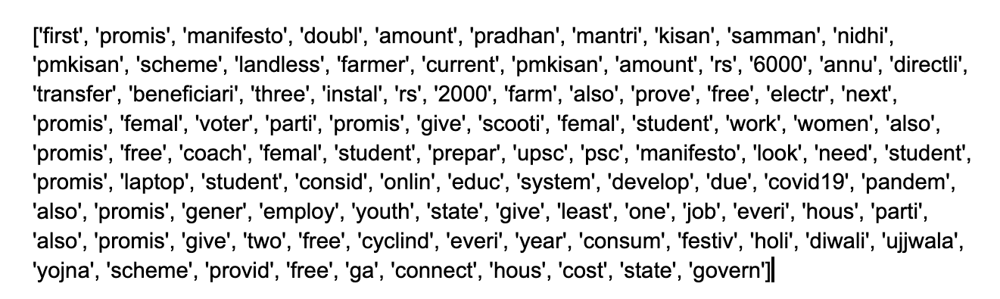 ['first', 'promis', 'manifesto', 'doubl', 'amount', 'pradhan', 'mantri', 'kisan', 'samman', 'nidhi',
'pmkisan', 'scheme', 'landless', 'farmer', 'current', 'pmkisan', 'amount', 'rs', '6000', 'annu', 'directli',
'transfer', 'beneficiari', 'three', 'instal', 'rs', '2000', 'farm', 'also', 'prove', 'free', 'electr', 'next',
'promis', 'femal', 'voter', 'parti', 'promis', 'give', 'scooti', 'femal', 'student', 'work', 'women', 'also',
'promis', 'free', 'coach', 'femal', 'student', 'prepar', 'upsc', 'psc', 'manifesto', 'look', 'need', 'student',
'promis', 'laptop', 'student', 'consid', 'onlin', 'educ', 'system', 'develop', 'due', 'covid19', 'pandem',
'also', 'promis', 'gener', 'employ', 'youth', 'state', 'give', 'least', 'one', 'job', 'everi', 'hous', 'parti',
'also', 'promis', 'give', 'two', 'free', 'cyclind', 'everi', 'year', 'consum', 'festiv', 'holi', 'diwali', 'ujjwala',
'yojna', 'scheme', 'provid', 'free', 'ga', 'connect', 'hous', 'cost', 'state', 'govern']